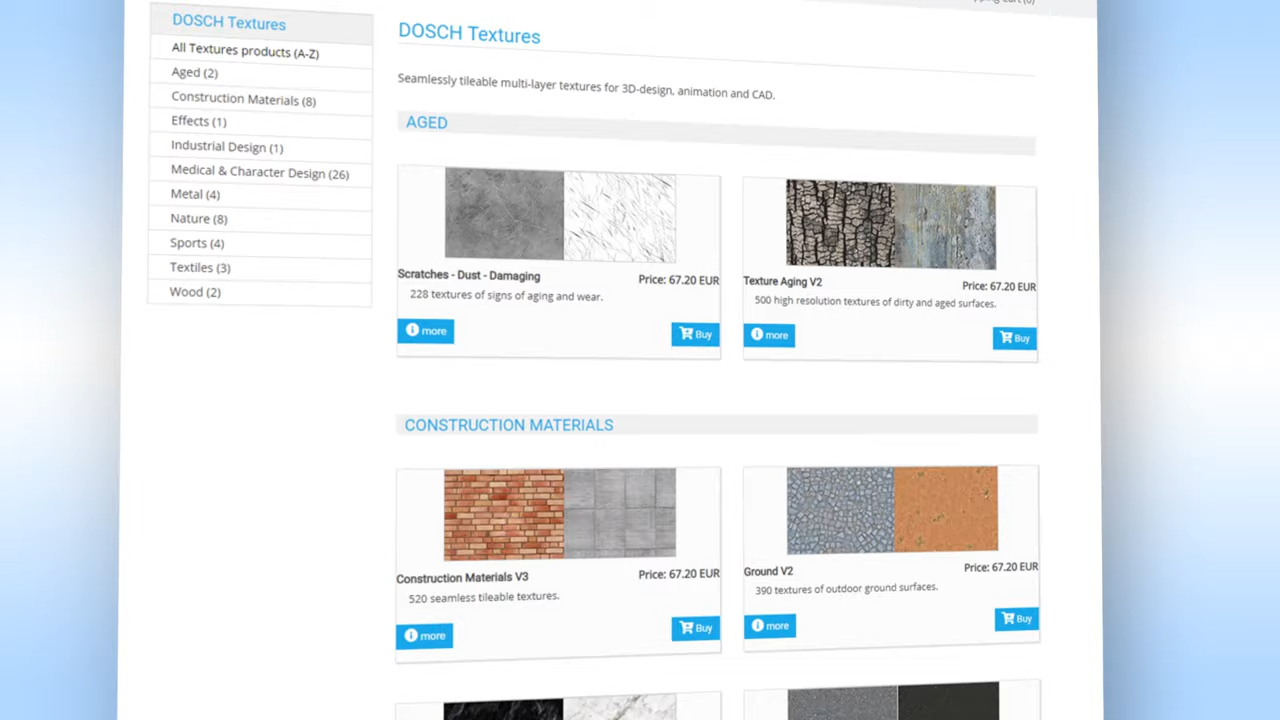 DOSCH Textures
All Textures products (A-Z)
Aged (2)
Construction Materials (8)
Effects (1)
Industrial Design (1)
Medical & Character Design (26)
Metal (4)
Nature (8)
Sports (4)
Textiles (3)
Wood (2)
DOSCH Textures
Seamlessly tileable multi-layer textures for 3D-design, animation and CAD.
AGED
Scratches - Dust - Damaging Price: 67.20 EUR
228 textures of signs of aging and wear.
more Buy
Texture Aging V2 Price: 67.20 EUR
500 high resolution textures of dirty and aged surfaces.
more Buy
CONSTRUCTION MATERIALS
Construction Materials V3 Price: 67.20 EUR
520 seamless tileable textures.
more Buy
Ground V2 Price: 67.20 EUR
390 textures of outdoor ground surfaces.
more Buy